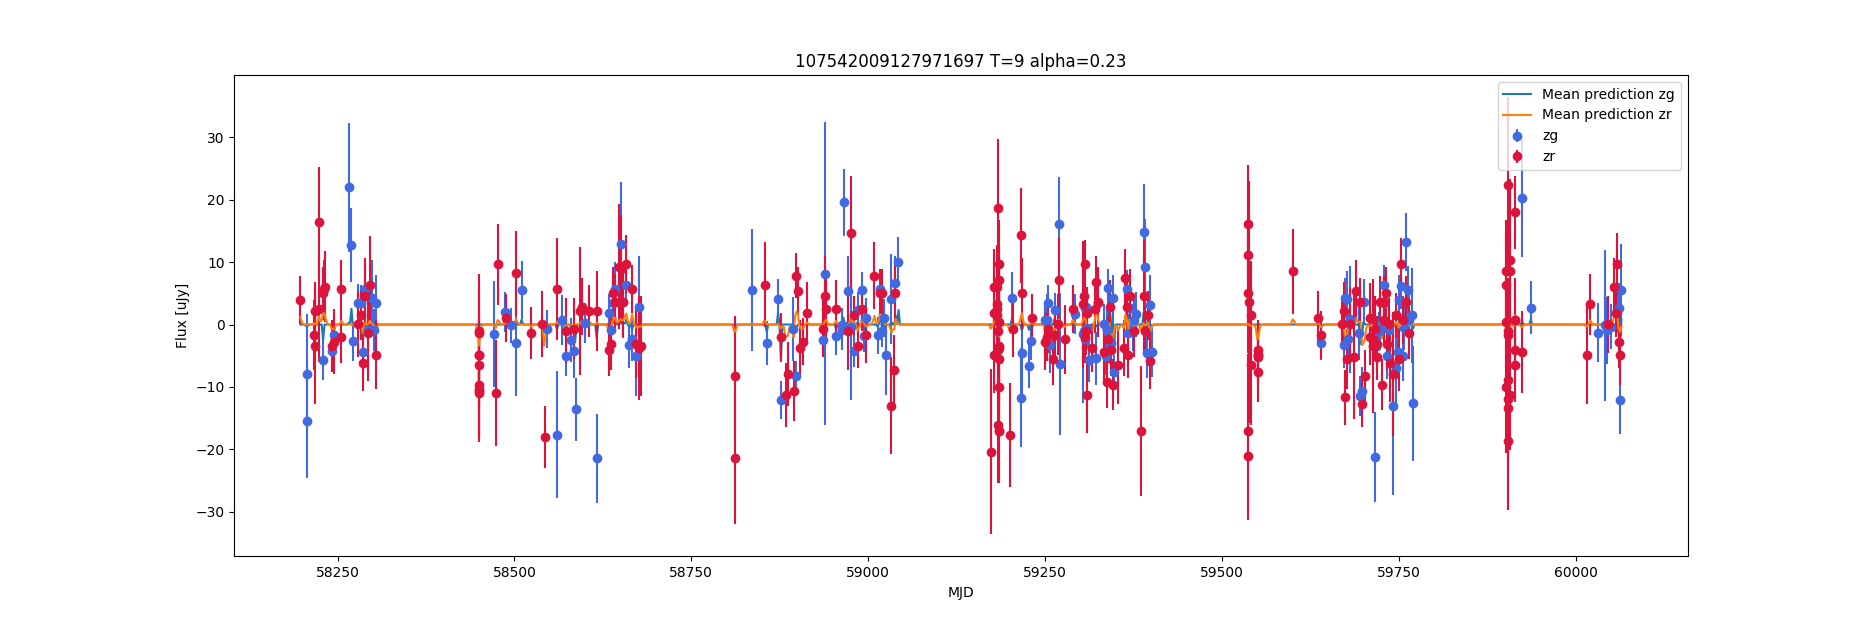 107542009127971697 T=9 alpha=0.23
Mean prediction zg
Mean prediction zr
zg
zr
Flux [uJy]
30
20
10
0
−10
−20
−30
58250 58500 58750 59000 59250 59500 59750 60000
MJD